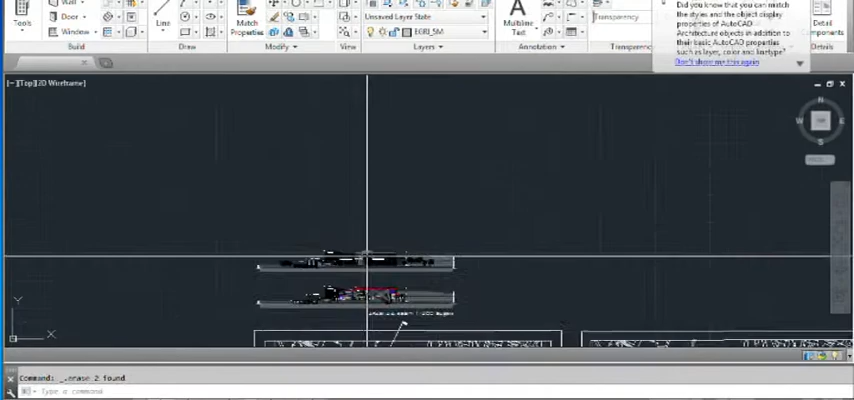 Wall
Tools
Door
Line
Match
Properties
Window
Unsaved Layer State
EGRI_SM
Multiline
Text
Transparency
Detail
Components
Build
Draw
Modify
View
Layers
Annotation
Details
Did you know that you can match
the styles and the object display
properties of AutoCAD
Architecture objects in addition to
their basic AutoCAD properties
such as layer, color and linetype?
Don't show me this again
[−][Top][2D Wireframe]
N
W
E
S
Y
X
Command: _.erase 2 found
Type a command